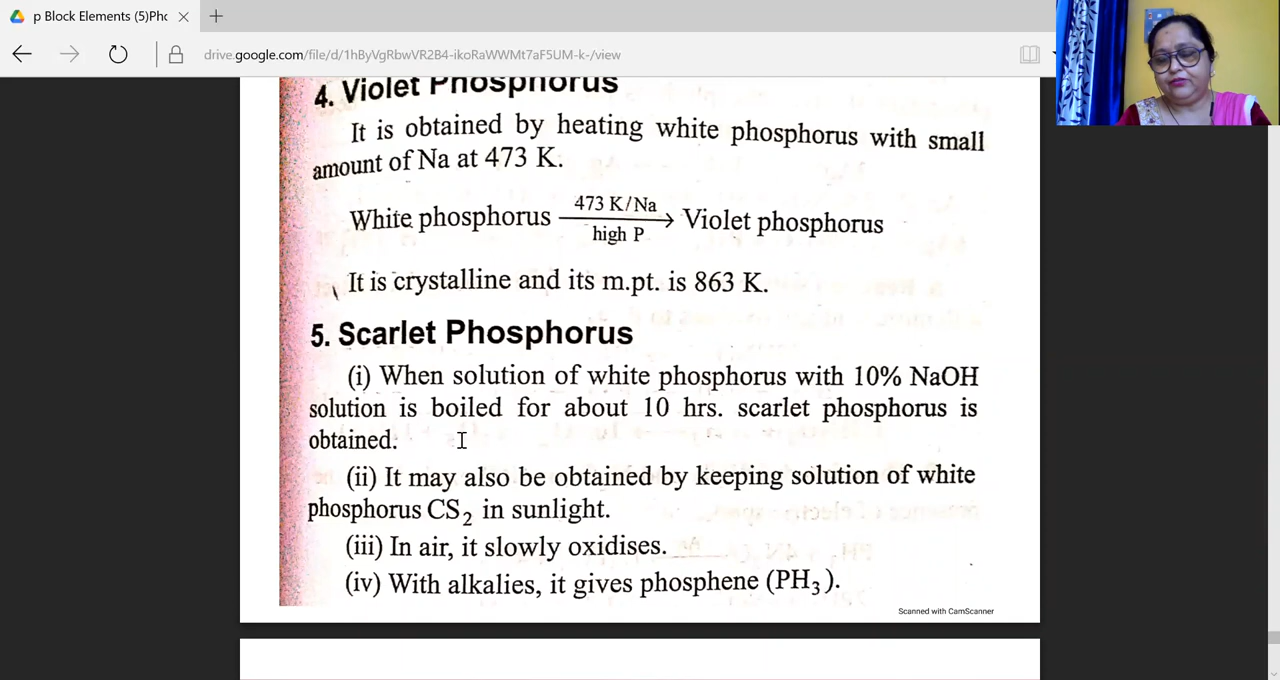 p Block Elements (5)Pho
drive.google.com/file/d/1hByVgRbwVR2B4-ikoRaWWMt7aF5UM-k-/view
4. Violet Phosphorus
It is obtained by heating white phosphorus with small
amount of Na at 473 K.
473 K/Na
White phosphorus ⟶ Violet phosphorus
high P
It is crystalline and its m.pt. is 863 K.
5. Scarlet Phosphorus
(i) When solution of white phosphorus with 10% NaOH
solution is boiled for about 10 hrs. scarlet phosphorus is
obtained.
(ii) It may also be obtained by keeping solution of white
phosphorus CS₂ in sunlight.
(iii) In air, it slowly oxidises.
(iv) With alkalies, it gives phosphene (PH₃).
Scanned with CamScanner